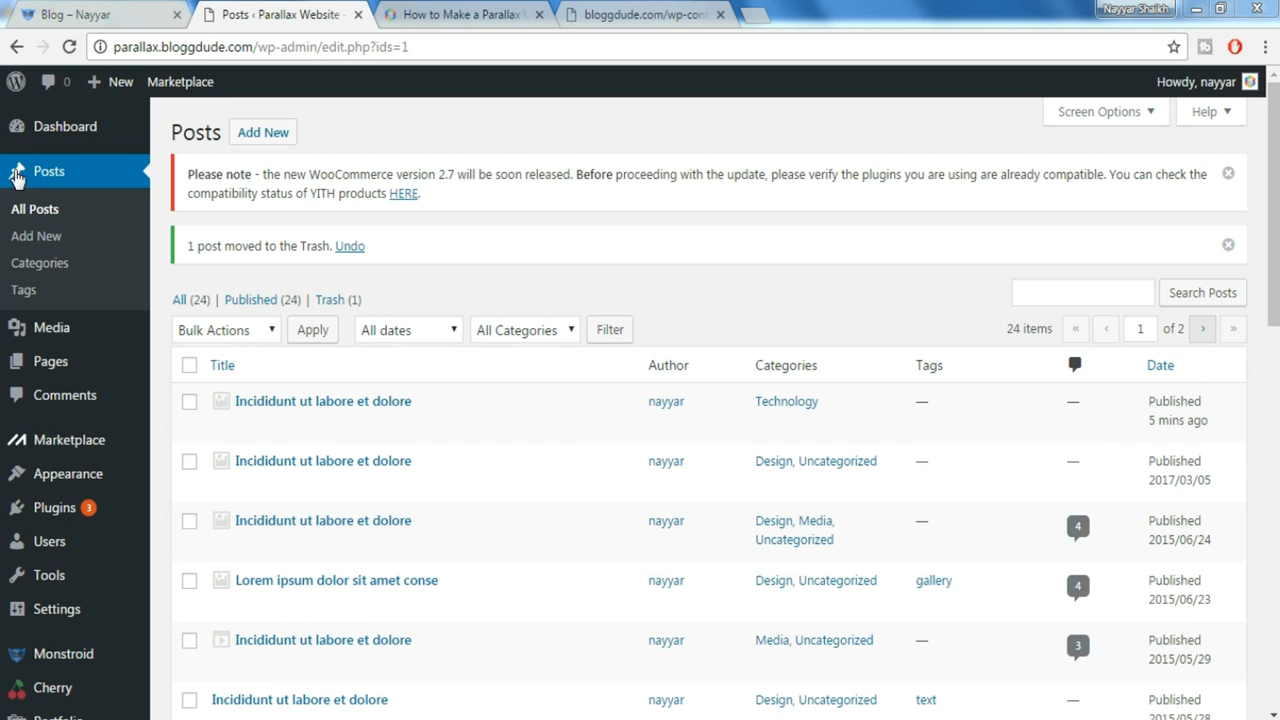 Blog – Nayyar
Posts ‹ Parallax Website -
How to Make a Parallax
bloggdude.com/wp-con
Nayyar Shaikh
parallax.bloggdude.com/wp-admin/edit.php?ids=1
0
New
Marketplace
Howdy, nayyar
Dashboard
Posts
All Posts
Add New
Categories
Tags
Media
Pages
Comments
Marketplace
Appearance
Plugins 3
Users
Tools
Settings
Monstroid
Cherry
Screen Options
Help
Posts
Add New
Please note - the new WooCommerce version 2.7 will be soon released. Before proceeding with the update, please verify the plugins you are using are already compatible. You can check the
compatibility status of YITH products HERE.
1 post moved to the Trash. Undo
All (24) | Published (24) | Trash (1)
Search Posts
Bulk Actions
Apply
All dates
All Categories
Filter
24 items
«
‹
1 of 2
›
»
Title Author Categories Tags Date
Incididunt ut labore et dolore nayyar Technology — — Published
5 mins ago
Incididunt ut labore et dolore nayyar Design, Uncategorized — — Published
2017/03/05
Incididunt ut labore et dolore nayyar Design, Media, — 4 Published
Uncategorized 2015/06/24
Lorem ipsum dolor sit amet conse nayyar Design, Uncategorized gallery 4 Published
2015/06/23
Incididunt ut labore et dolore nayyar Media, Uncategorized — 3 Published
2015/05/29
Incididunt ut labore et dolore nayyar Design, Uncategorized text — Published
2015/05/28